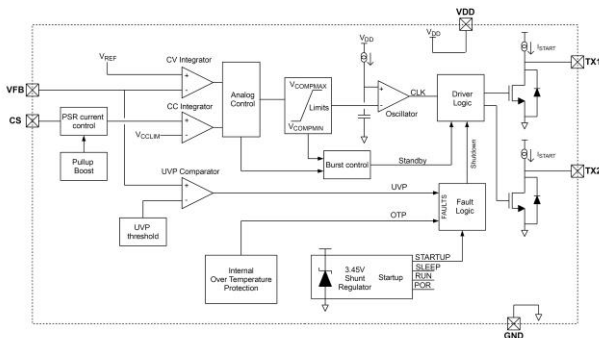 VDD
VDD
VDD
ISTART
TX1
VREF
CV Integrator
VFB
+
-
CC Integrator
Analog
Control
VCOMPMAX
Limits
VCOMPMIN
+
-
CLK
Oscillator
Driver
Logic
CS
PSR current
control
+
-
VCCLIM
Pullup
Boost
Burst control
Standby
Shutdown
ISTART
TX2
UVP Comparator
+
-
UVP
UVP
threshold
OTP
FAULTS
Fault
Logic
Internal
Over Temperature
Protection
3.45V
Shunt
Regulator
Startup
STARTUP
SLEEP
RUN
POR
GND